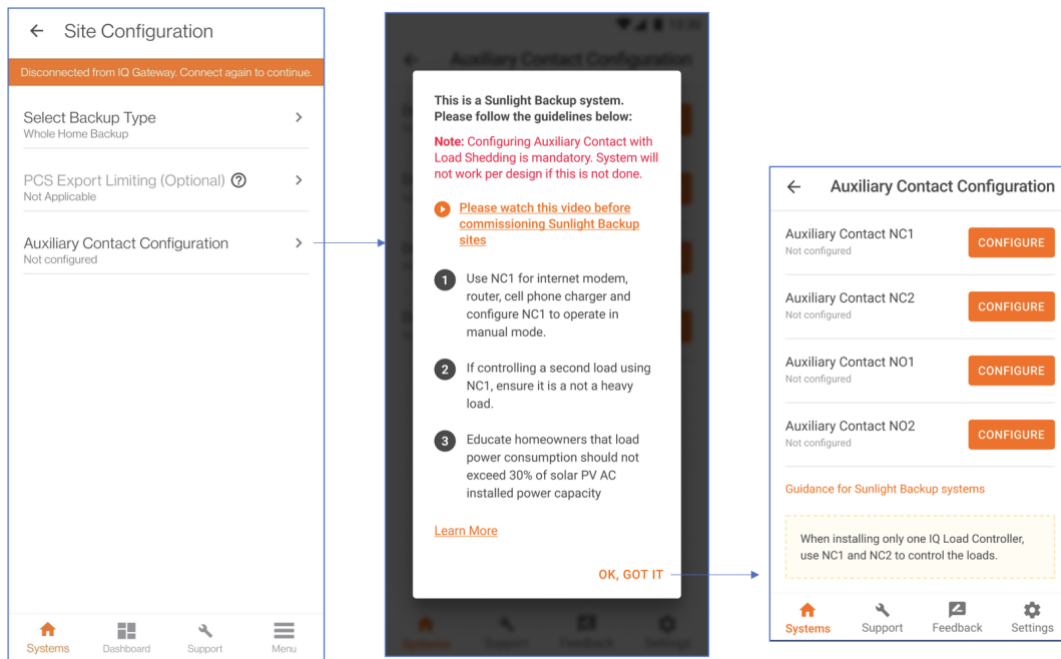 Site Configuration
Disconnected from IQ Gateway. Connect again to continue.
Select Backup Type
Whole Home Backup
PCS Export Limiting (Optional) ?
Not Applicable
Auxiliary Contact Configuration
Not configured
Systems
Dashboard
Support
Menu
12:30
Auxiliary Contact Configuration
This is a Sunlight Backup system.
Please follow the guidelines below:
Note: Configuring Auxiliary Contact with
Load Shedding is mandatory. System will
not work per design if this is not done.
Please watch this video before
commissioning Sunlight Backup
sites
1 Use NC1 for internet modem,
router, cell phone charger and
configure NC1 to operate in
manual mode.
2 If controlling a second load using
NC1, ensure it is a not a heavy
load.
3 Educate homeowners that load
power consumption should not
exceed 30% of solar PV AC
installed power capacity
Learn More
OK, GOT IT
Systems
Support
Feedback
Settings
Auxiliary Contact Configuration
Auxiliary Contact NC1
Not configured
CONFIGURE
Auxiliary Contact NC2
Not configured
CONFIGURE
Auxiliary Contact NO1
Not configured
CONFIGURE
Auxiliary Contact NO2
Not configured
CONFIGURE
Guidance for Sunlight Backup systems
When installing only one IQ Load Controller,
use NC1 and NC2 to control the loads.
Systems
Support
Feedback
Settings